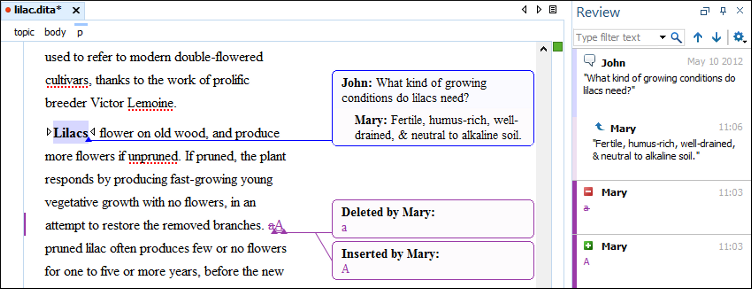 lilac.dita*
topic body p
used to refer to modern double-flowered
cultivars, thanks to the work of prolific
breeder Victor Lemoine.
Lilacs flower on old wood, and produce
more flowers if unpruned. If pruned, the plant
responds by producing fast-growing young
vegetative growth with no flowers, in an
attempt to restore the removed branches. aA
pruned lilac often produces few or no flowers
for one to five or more years, before the new
John: What kind of growing
conditions do lilacs need?
Mary: Fertile, humus-rich, well-
drained, & neutral to alkaline soil.
Deleted by Mary:
a
Inserted by Mary:
A
Review
Type filter text
John May 10 2012
"What kind of growing conditions do
lilacs need?"
Mary 11:06
"Fertile, humus-rich, well-drained,
& neutral to alkaline soil."
Mary 11:03
a
Mary 11:03
A